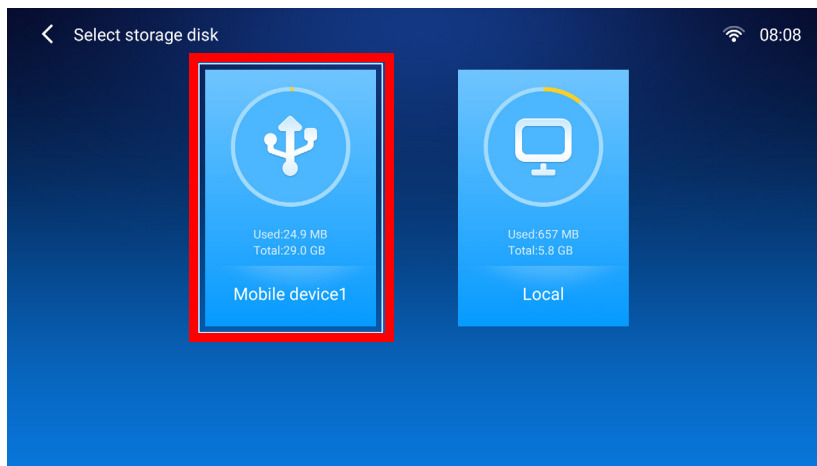 Select storage disk
08:08
Used:24.9 MB
Total:29.0 GB
Mobile device1
Used:657 MB
Total:5.8 GB
Local